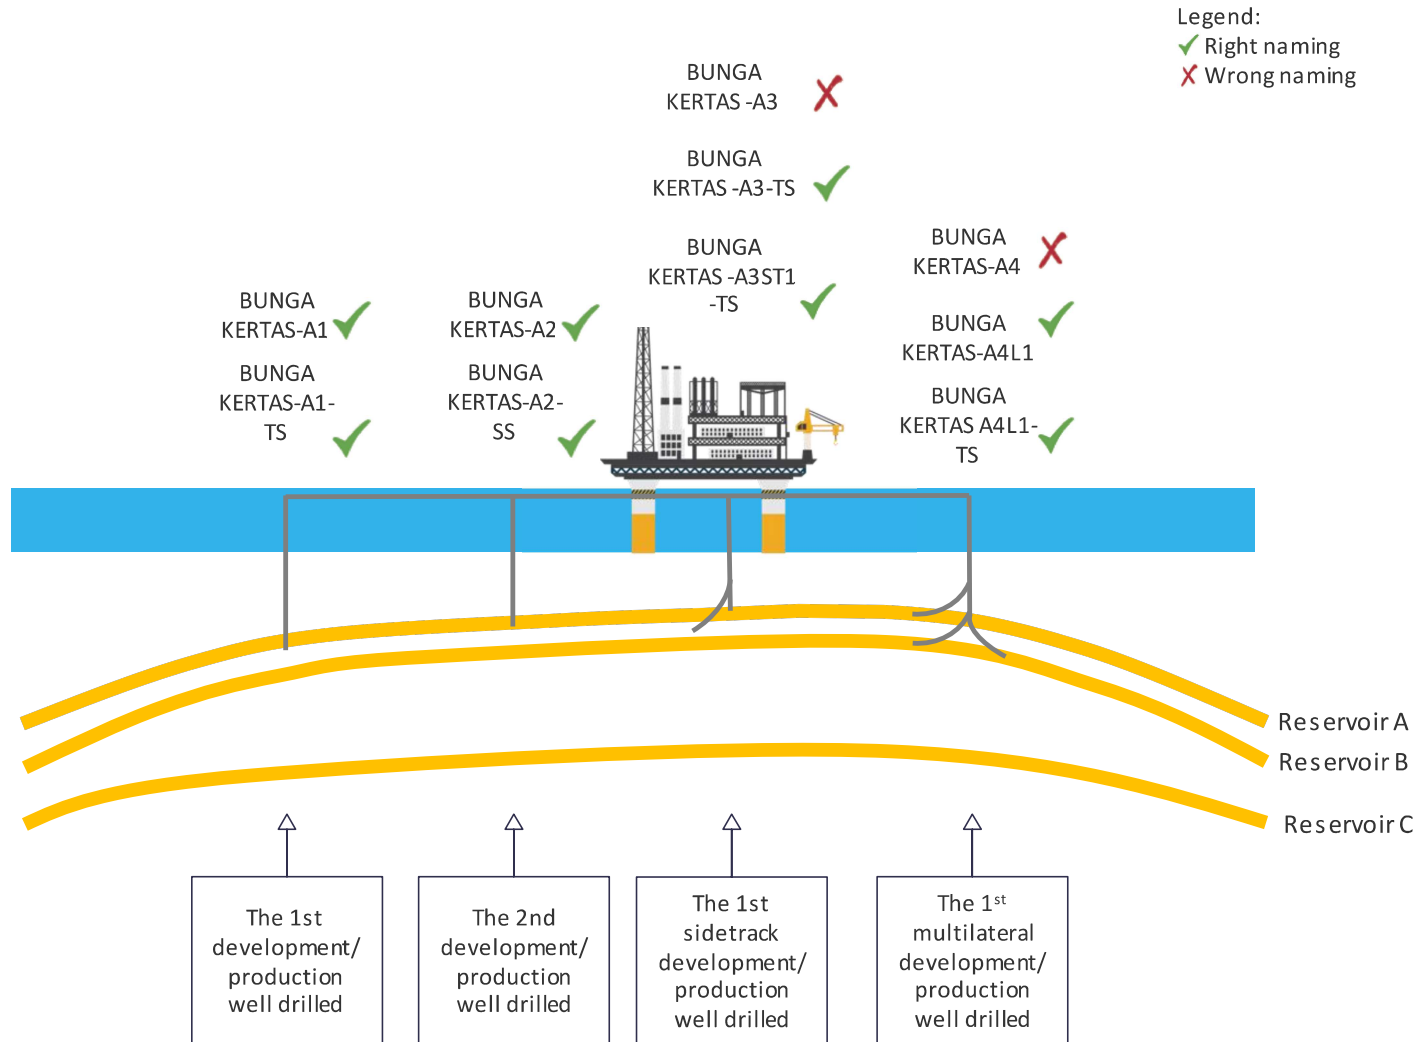 Legend:
Right naming
Wrong naming
BUNGA
KERTAS -A3
BUNGA
KERTAS -A3-TS
BUNGA
KERTAS -A3ST1
-TS
BUNGA
KERTAS-A4
BUNGA
KERTAS-A4L1
BUNGA
KERTAS A4L1-
TS
BUNGA
KERTAS-A1
BUNGA
KERTAS-A1-
TS
BUNGA
KERTAS-A2
BUNGA
KERTAS-A2-
SS
Reservoir A
Reservoir B
Reservoir C
The 1st
development/
production
well drilled
The 2nd
development/
production
well drilled
The 1st
sidetrack
development/
production
well drilled
The 1st
multilateral
development/
production
well drilled